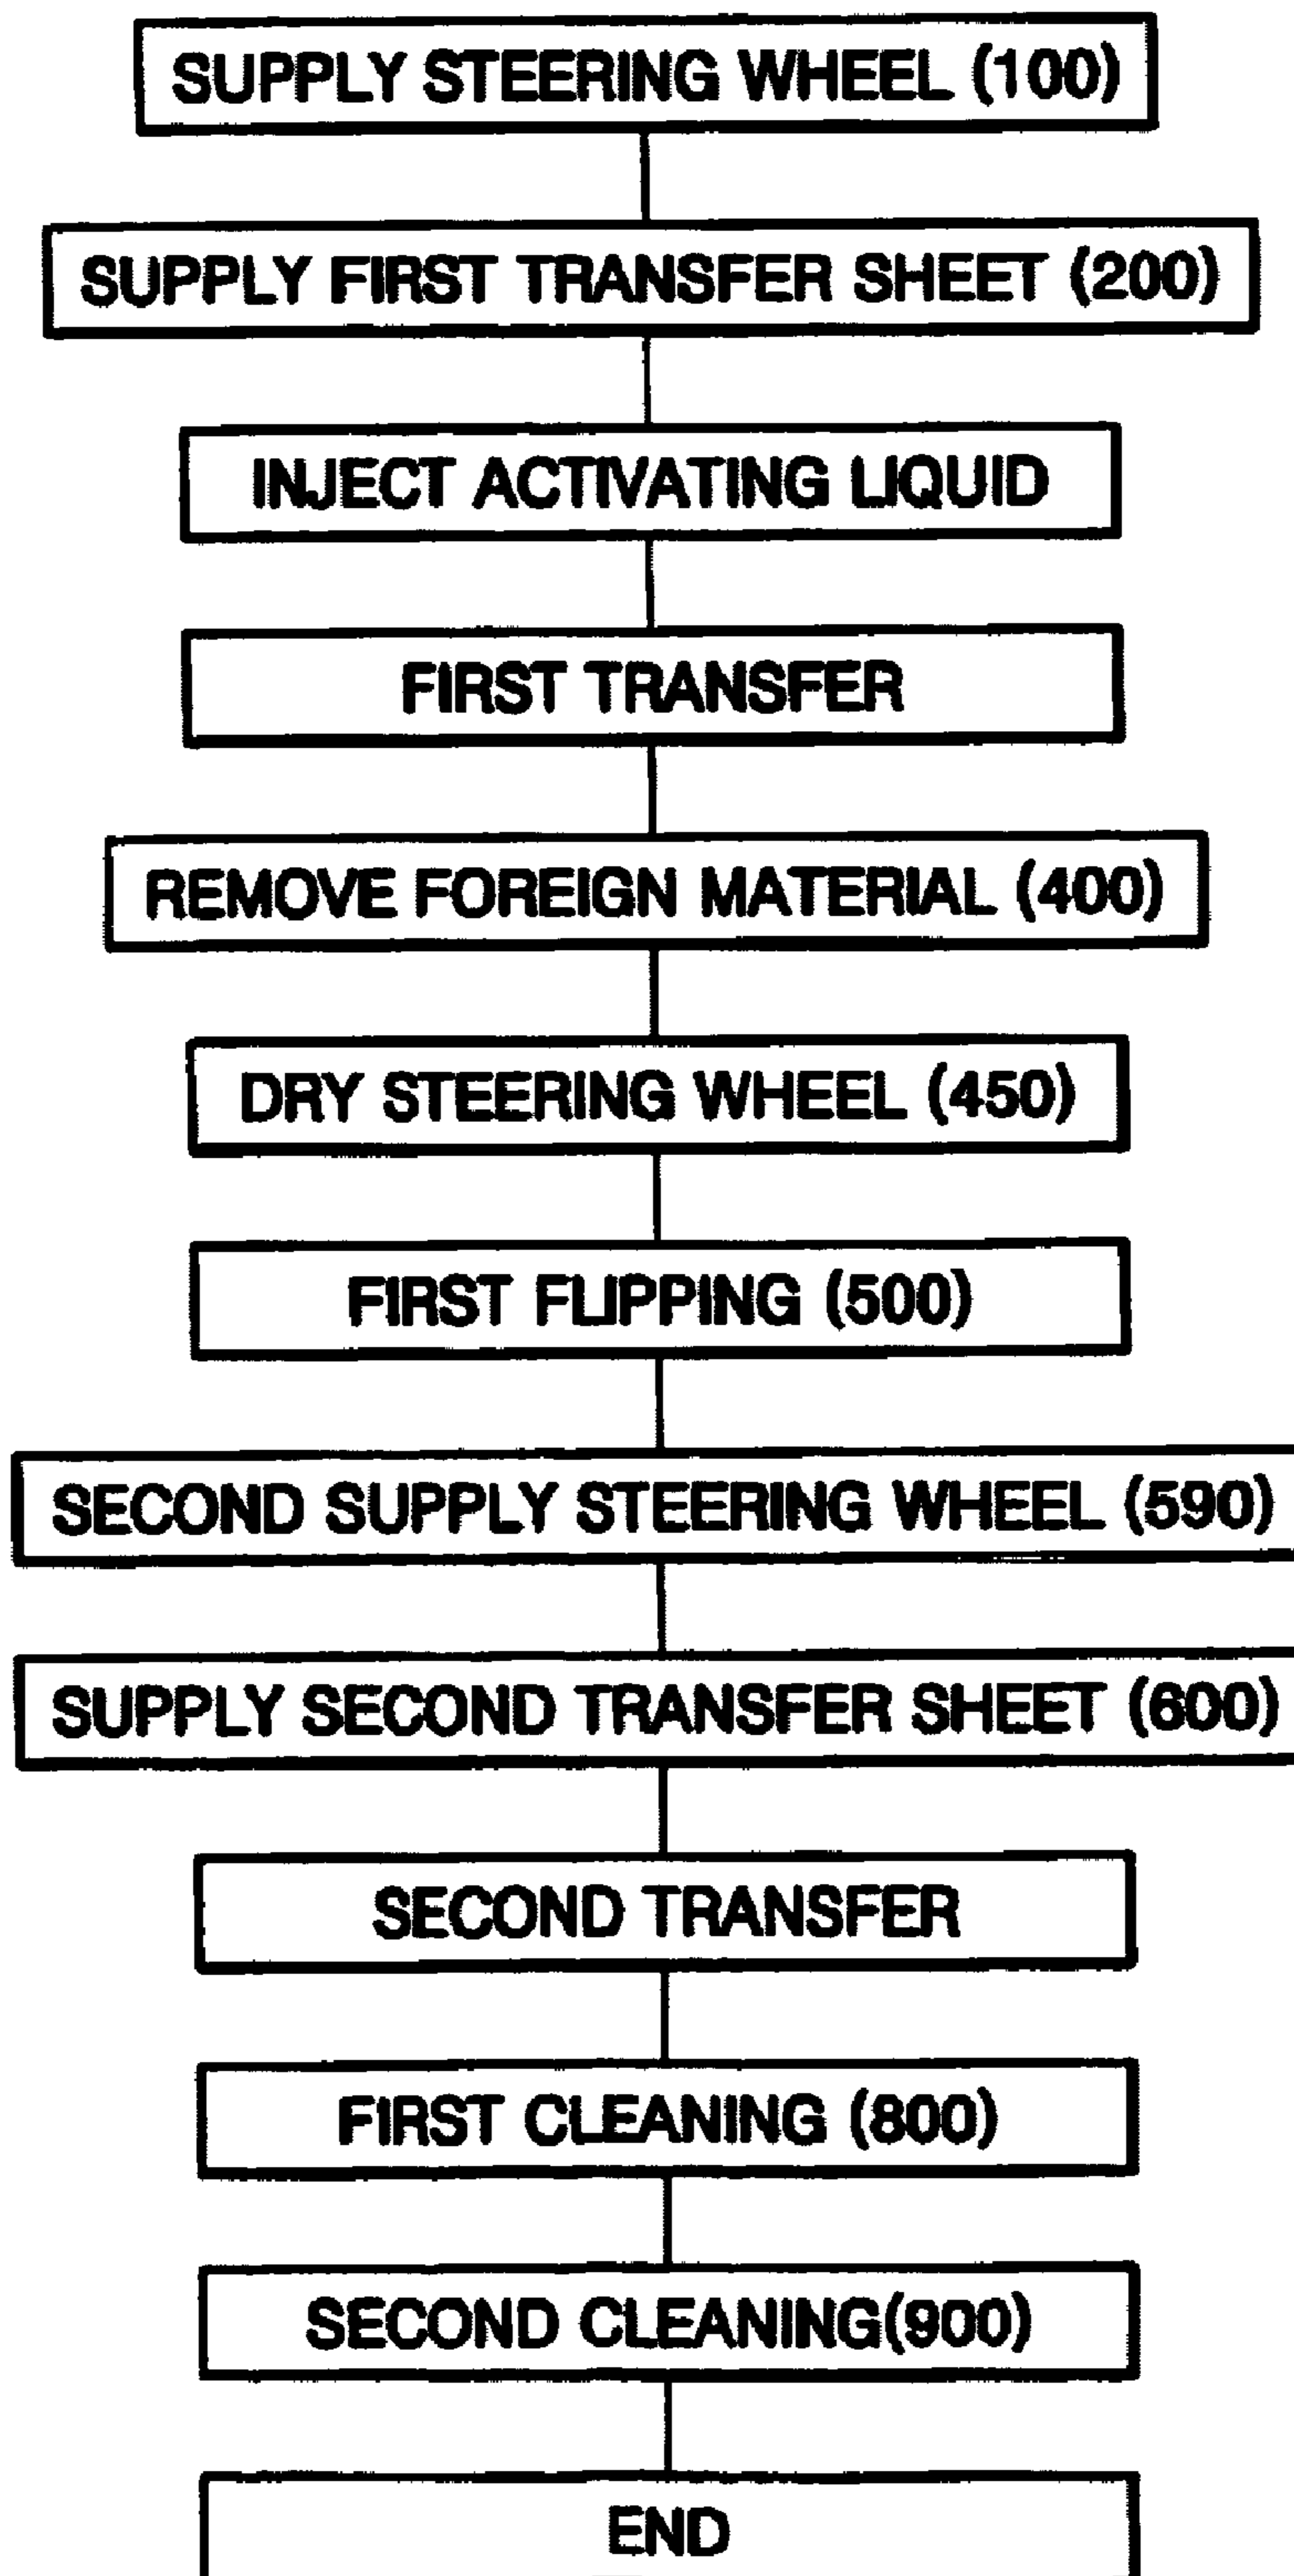 SUPPLY STEERING WHEEL (100)
SUPPLY FIRST TRANSFER SHEET (200)
INJECT ACTIVATING LIQUID
FIRST TRANSFER
REMOVE FOREIGN MATERIAL (400)
DRY STEERING WHEEL (450)
FIRST FLIPPING (500)
SECOND SUPPLY STEERING WHEEL (590)
SUPPLY SECOND TRANSFER SHEET (600)
SECOND TRANSFER
FIRST CLEANING (800)
SECOND CLEANING(900)
END